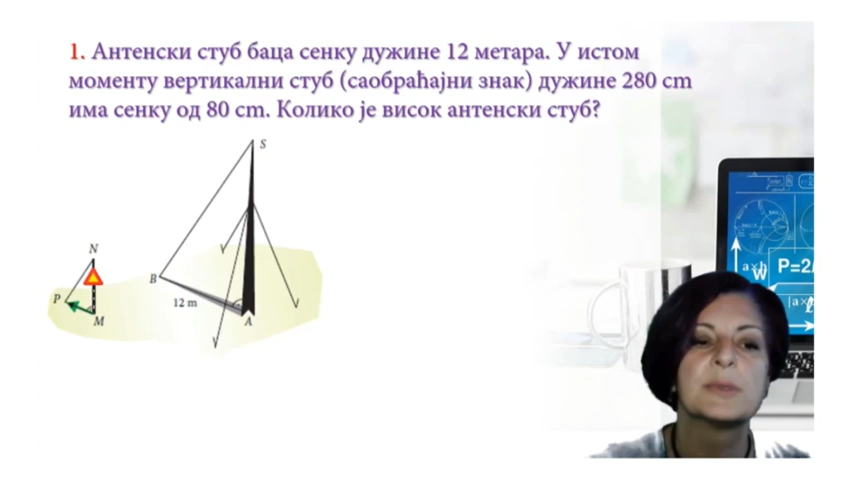 1. Антенски стуб баца сенку дужине 12 метара. У истом
моменту вертикални стуб (саобраћајни знак) дужине 280 cm
има сенку од 80 cm. Колико је висок антенски стуб?
S
N
B
P
12 m
M
A
P=2